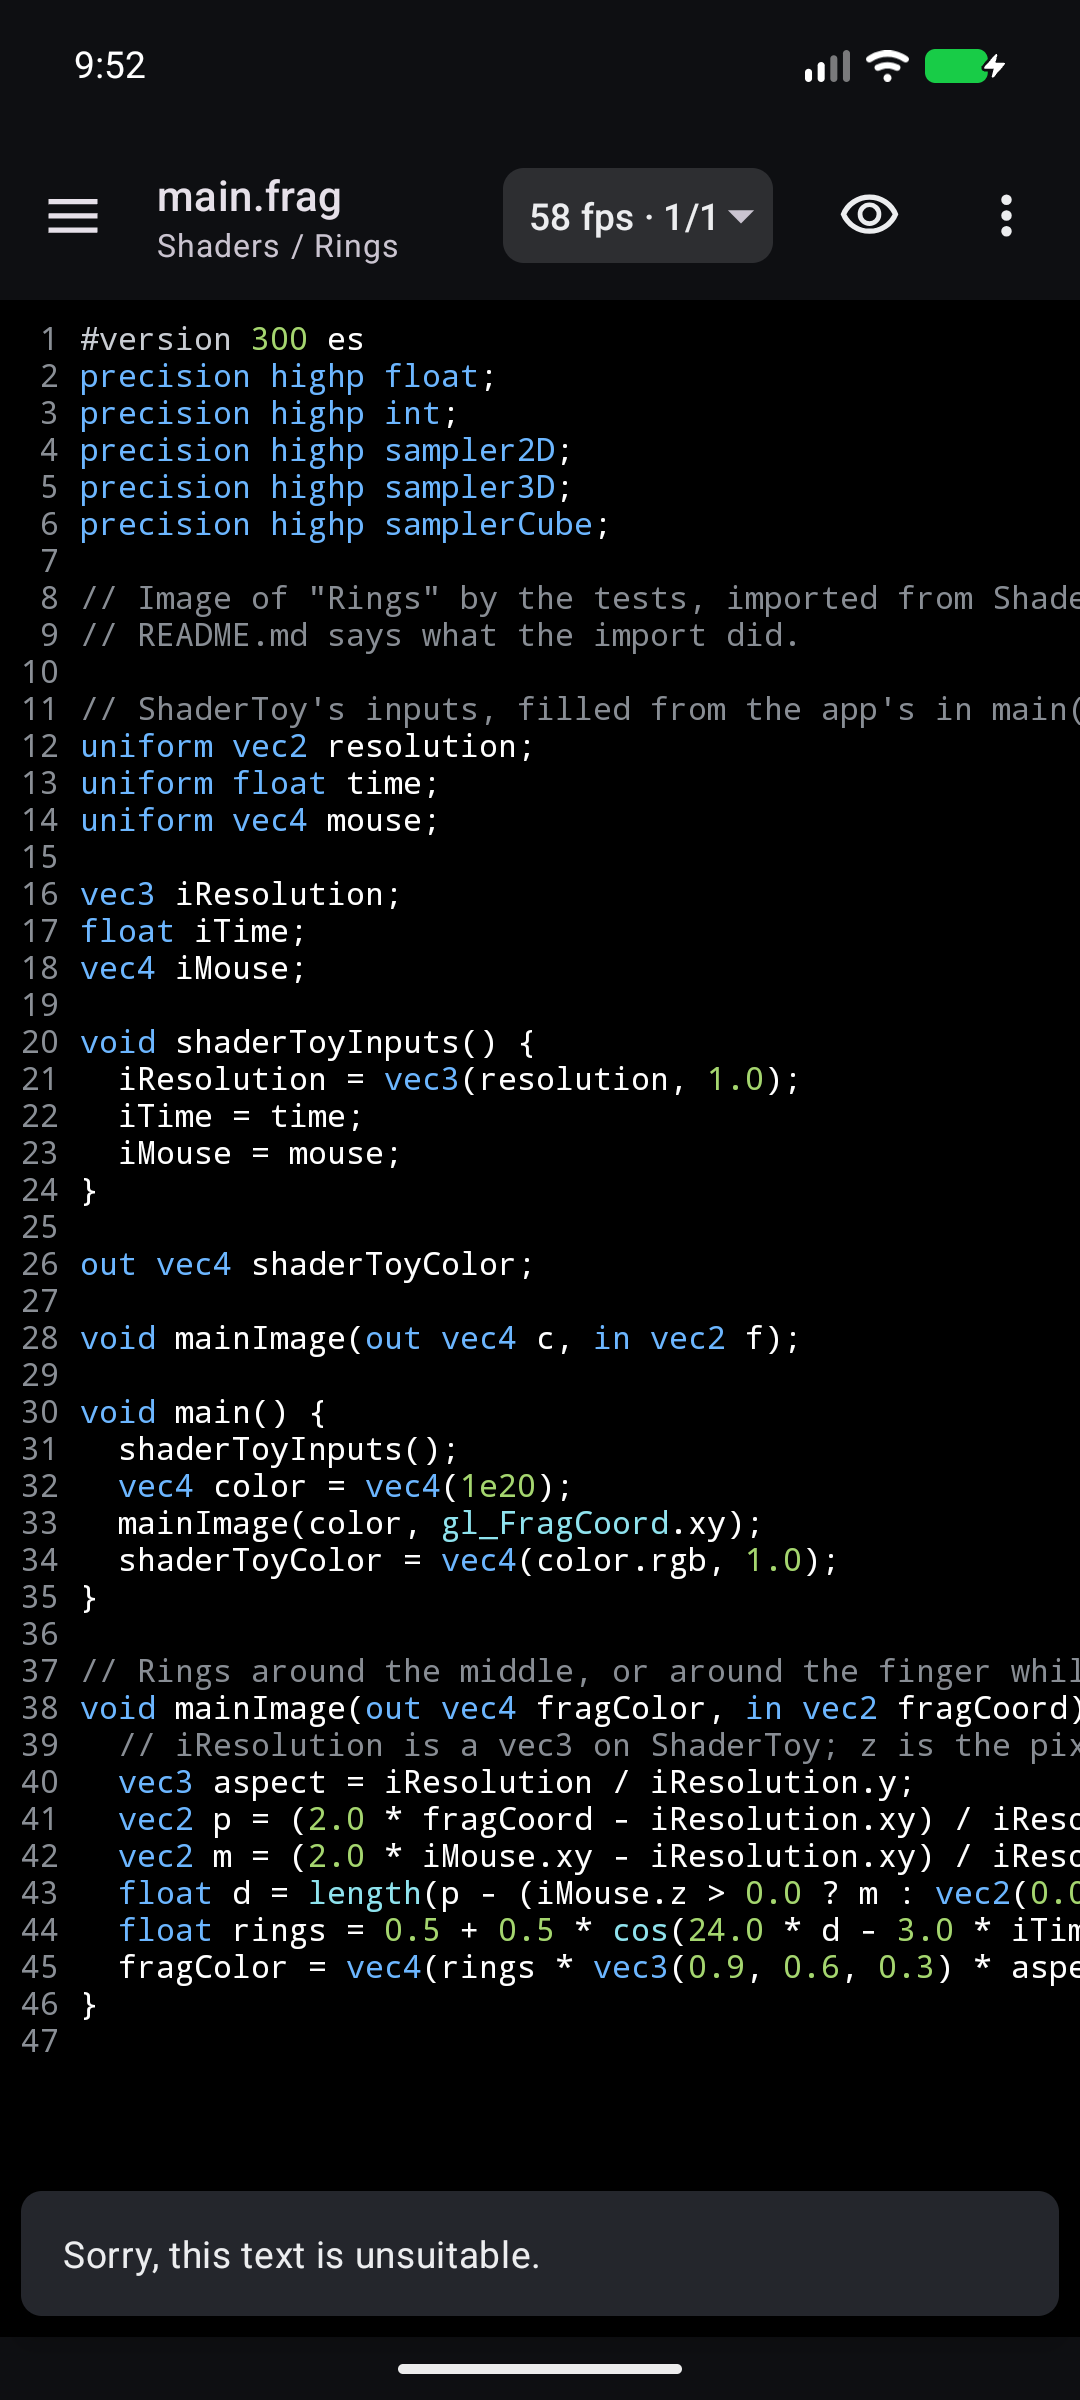 9:52
main.frag
Shaders / Rings
58 fps · 1/1
1 #version 300 es
2 precision highp float;
3 precision highp int;
4 precision highp sampler2D;
5 precision highp sampler3D;
6 precision highp samplerCube;
7
8 // Image of "Rings" by the tests, imported from Shade
9 // README.md says what the import did.
10
11 // ShaderToy's inputs, filled from the app's in main(
12 uniform vec2 resolution;
13 uniform float time;
14 uniform vec4 mouse;
15
16 vec3 iResolution;
17 float iTime;
18 vec4 iMouse;
19
20 void shaderToyInputs() {
21   iResolution = vec3(resolution, 1.0);
22   iTime = time;
23   iMouse = mouse;
24 }
25
26 out vec4 shaderToyColor;
27
28 void mainImage(out vec4 c, in vec2 f);
29
30 void main() {
31   shaderToyInputs();
32   vec4 color = vec4(1e20);
33   mainImage(color, gl_FragCoord.xy);
34   shaderToyColor = vec4(color.rgb, 1.0);
35 }
36
37 // Rings around the middle, or around the finger whil
38 void mainImage(out vec4 fragColor, in vec2 fragCoord)
39   // iResolution is a vec3 on ShaderToy; z is the pix
40   vec3 aspect = iResolution / iResolution.y;
41   vec2 p = (2.0 * fragCoord - iResolution.xy) / iReso
42   vec2 m = (2.0 * iMouse.xy - iResolution.xy) / iReso
43   float d = length(p - (iMouse.z > 0.0 ? m : vec2(0.0
44   float rings = 0.5 + 0.5 * cos(24.0 * d - 3.0 * iTim
45   fragColor = vec4(rings * vec3(0.9, 0.6, 0.3) * aspe
46 }
47
Sorry, this text is unsuitable.